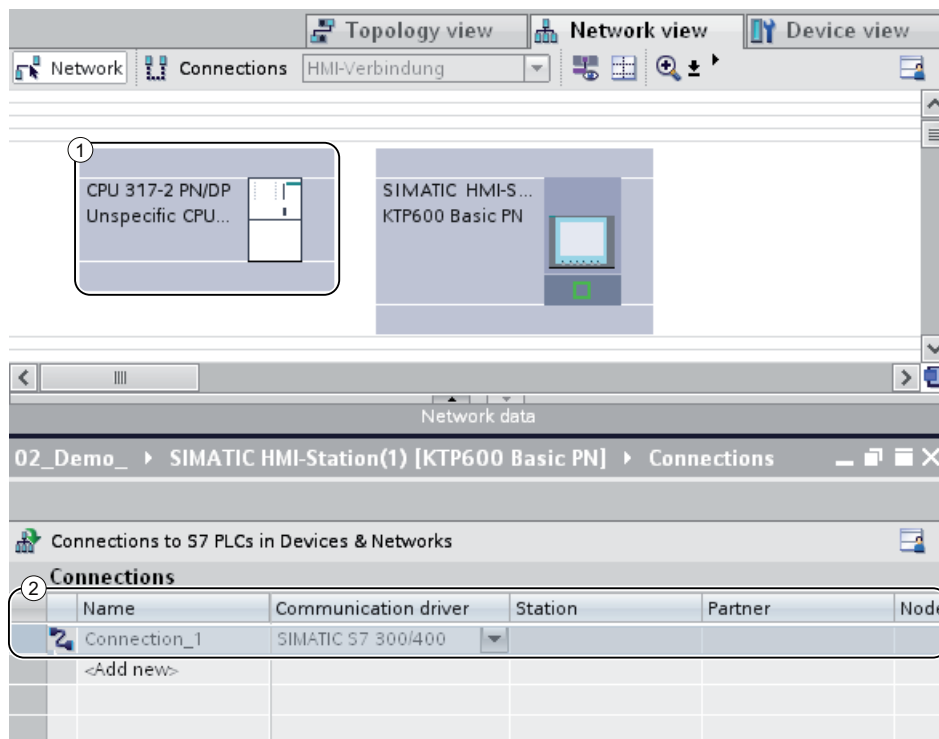 Topology view
Network view
Device view
Network
Connections
HMI-Verbindung
1
CPU 317-2 PN/DP
Unspecific CPU...
SIMATIC HMI-S...
KTP600 Basic PN
Network data
02_Demo_ SIMATIC HMI-Station(1) [KTP600 Basic PN] Connections
Connections to S7 PLCs in Devices & Networks
Connections
2
Name Communication driver Station Partner Node
Connection_1 SIMATIC S7 300/400
<Add new>